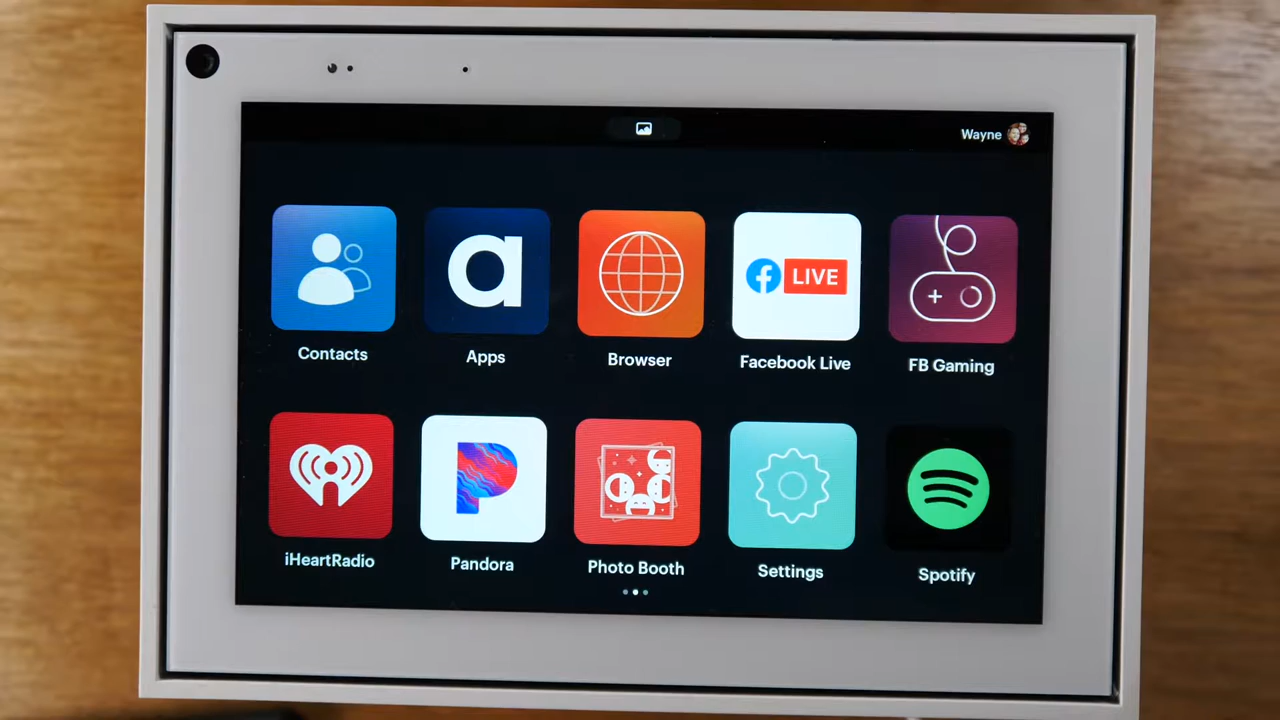 Wayne
a
LIVE
Contacts
Apps
Browser
Facebook Live
FB Gaming
iHeartRadio
Pandora
Photo Booth
Settings
Spotify